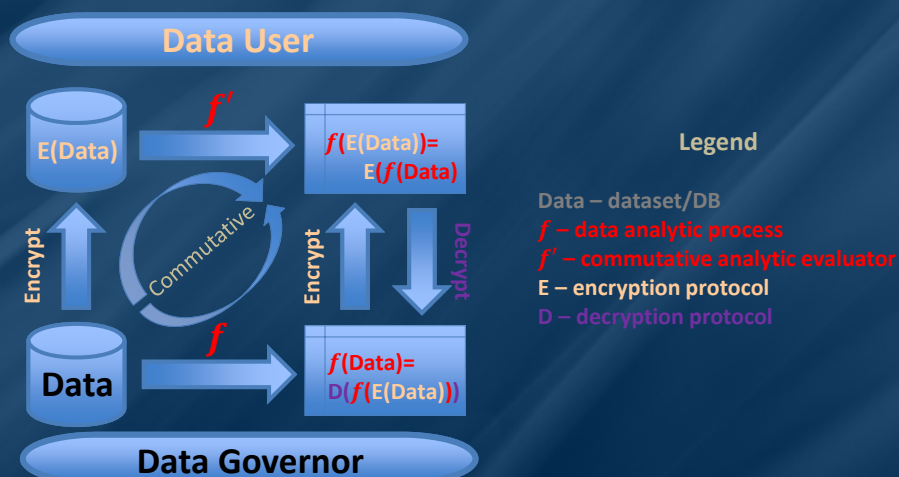 Data User
f′
E(Data)
f(E(Data))=
E(f(Data)
Legend
Encrypt
Commutative
Encrypt
Decrypt
Data – dataset/DB
f – data analytic process
f′ – commutative analytic evaluator
E – encryption protocol
D – decryption protocol
f
Data
f(Data)=
D(f(E(Data)))
Data Governor